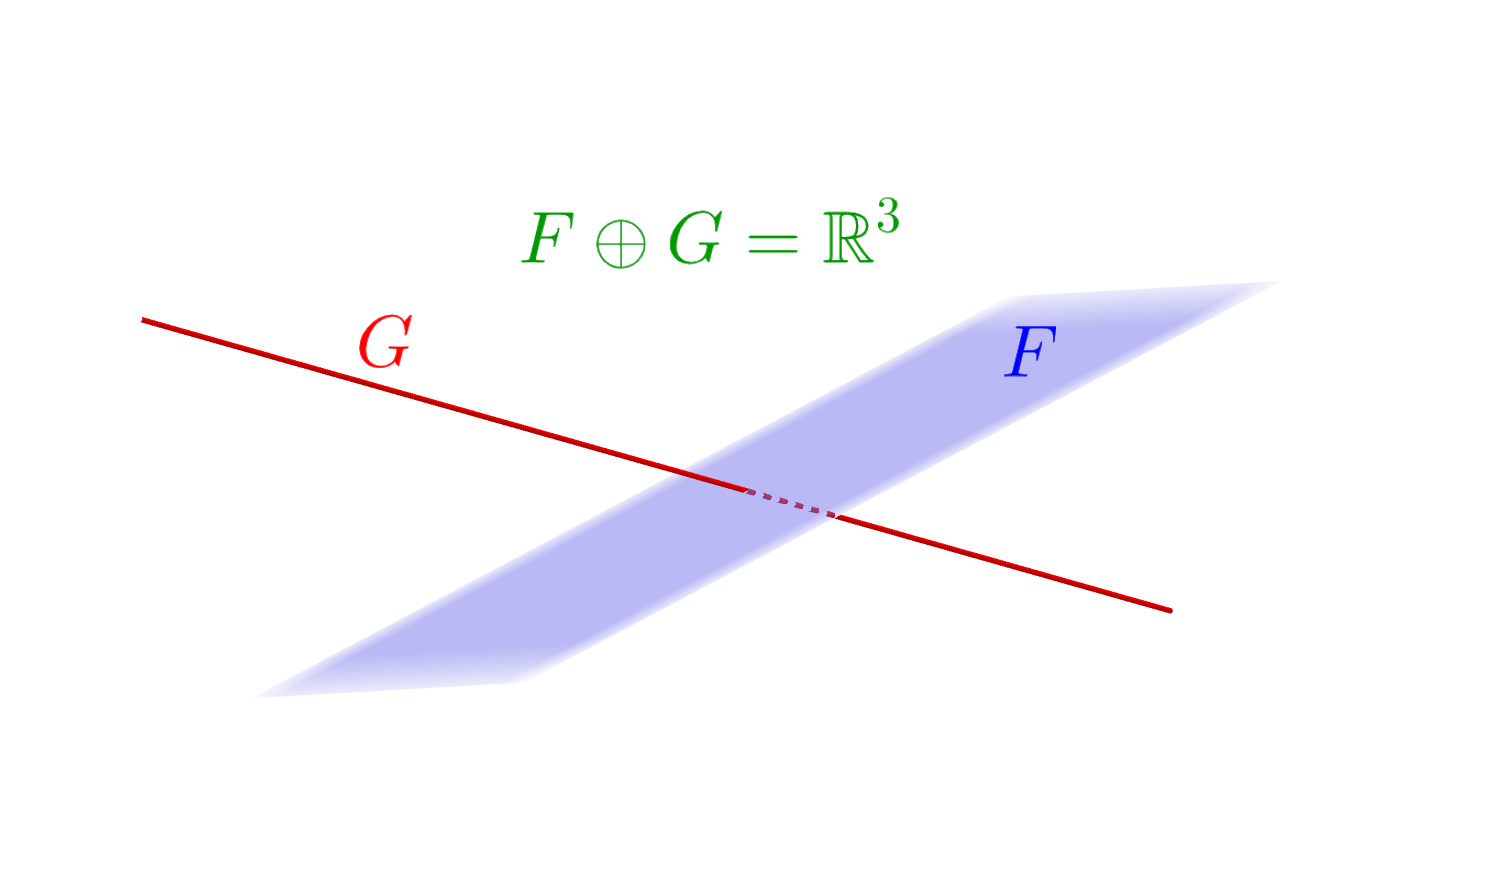 F ⊕ G = ℝ³
G
F